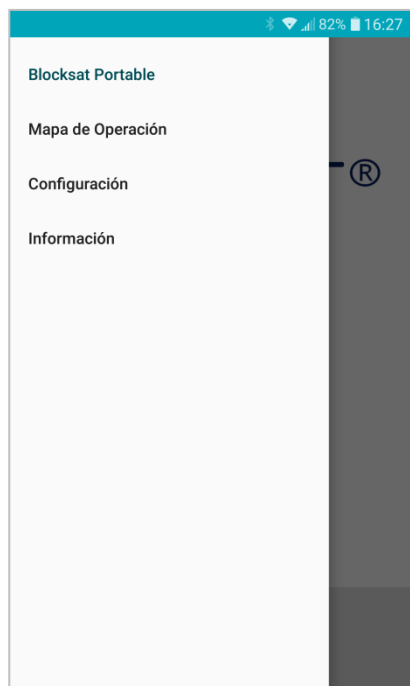 82% 16:27
Blocksat Portable
Mapa de Operación
®
Configuración
Información